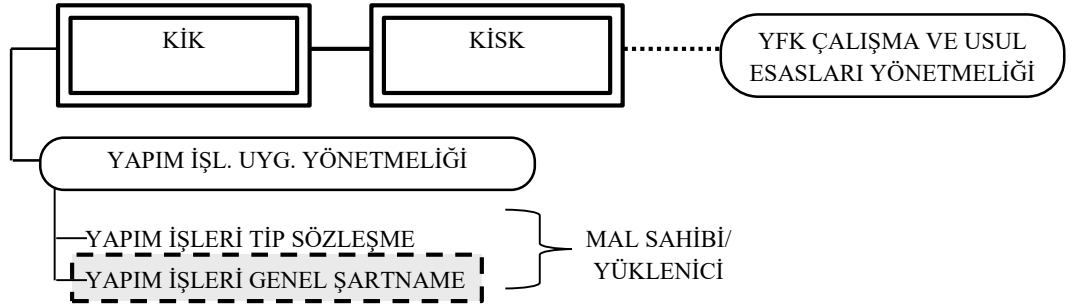 KİK
KİSK
YFK ÇALIŞMA VE USUL
ESASLARI YÖNETMELİĞİ
YAPIM İŞL. UYG. YÖNETMELİĞİ
YAPIM İŞLERİ TİP SÖZLEŞME
YAPIM İŞLERİ GENEL ŞARTNAME
MAL SAHİBİ/
YÜKLENİCİ